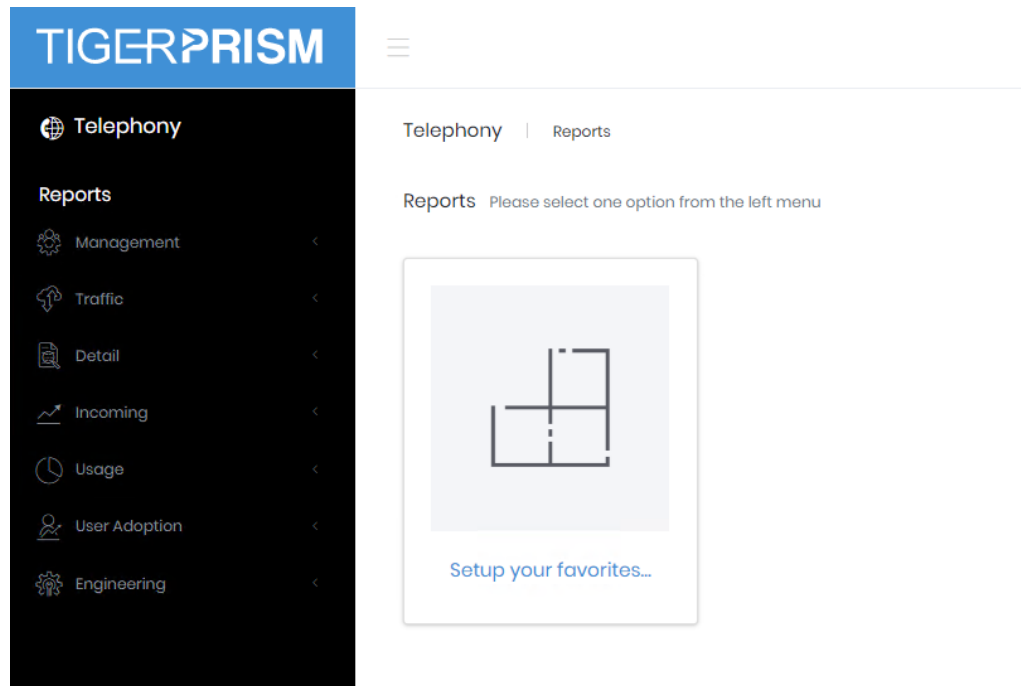 TIGERPRISM
Telephony
Reports
Management
Traffic
Detail
Incoming
Usage
User Adoption
Engineering
Telephony | Reports
Reports Please select one option from the left menu
Setup your favorites...